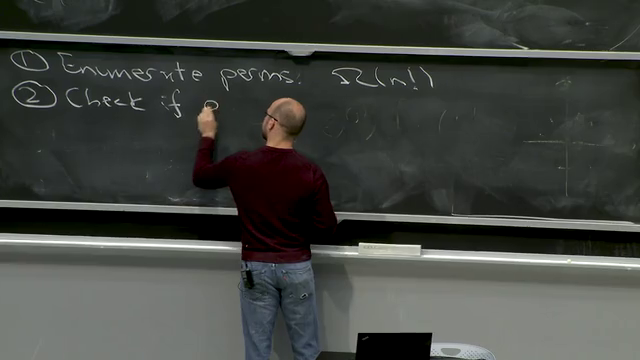 ① Enumerate perms. Ω(n!)
② Check if